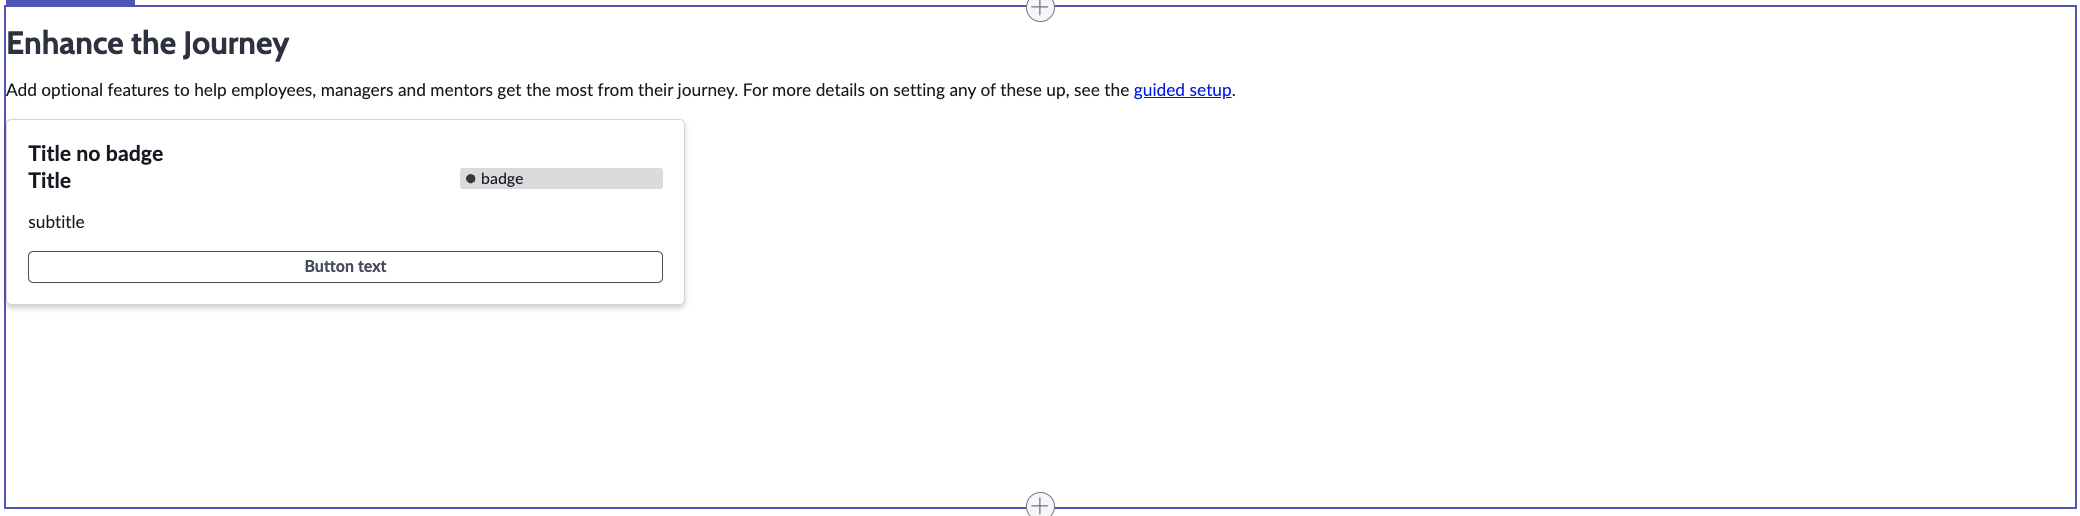 Enhance the Journey
Add optional features to help employees, managers and mentors get the most from their journey. For more details on setting any of these up, see the guided setup.
Title no badge
Title
badge
subtitle
Button text